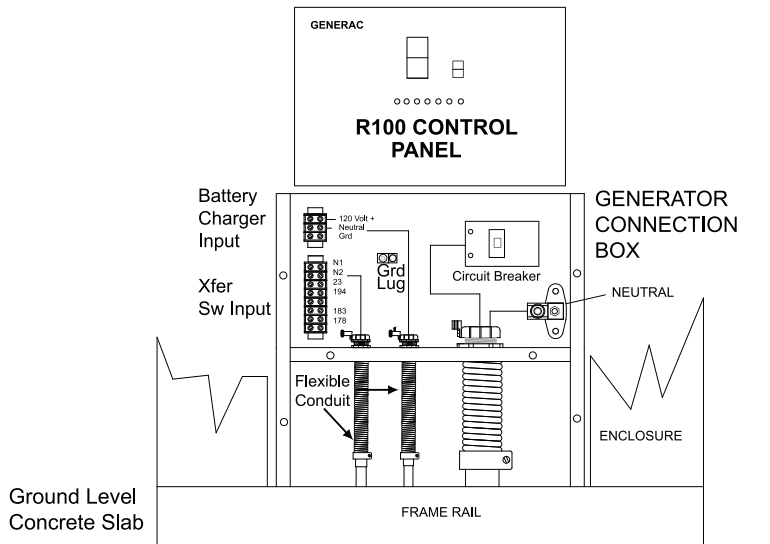 GENERAC
R100 CONTROL
PANEL
Battery
Charger
Input
120 Volt +
Neutral
Grd
GENERATOR
CONNECTION
BOX
Xfer
Sw Input
N1
N2
23
194
183
178
Grd
Lug
Circuit Breaker
NEUTRAL
Flexible
Conduit
ENCLOSURE
Ground Level
Concrete Slab
FRAME RAIL